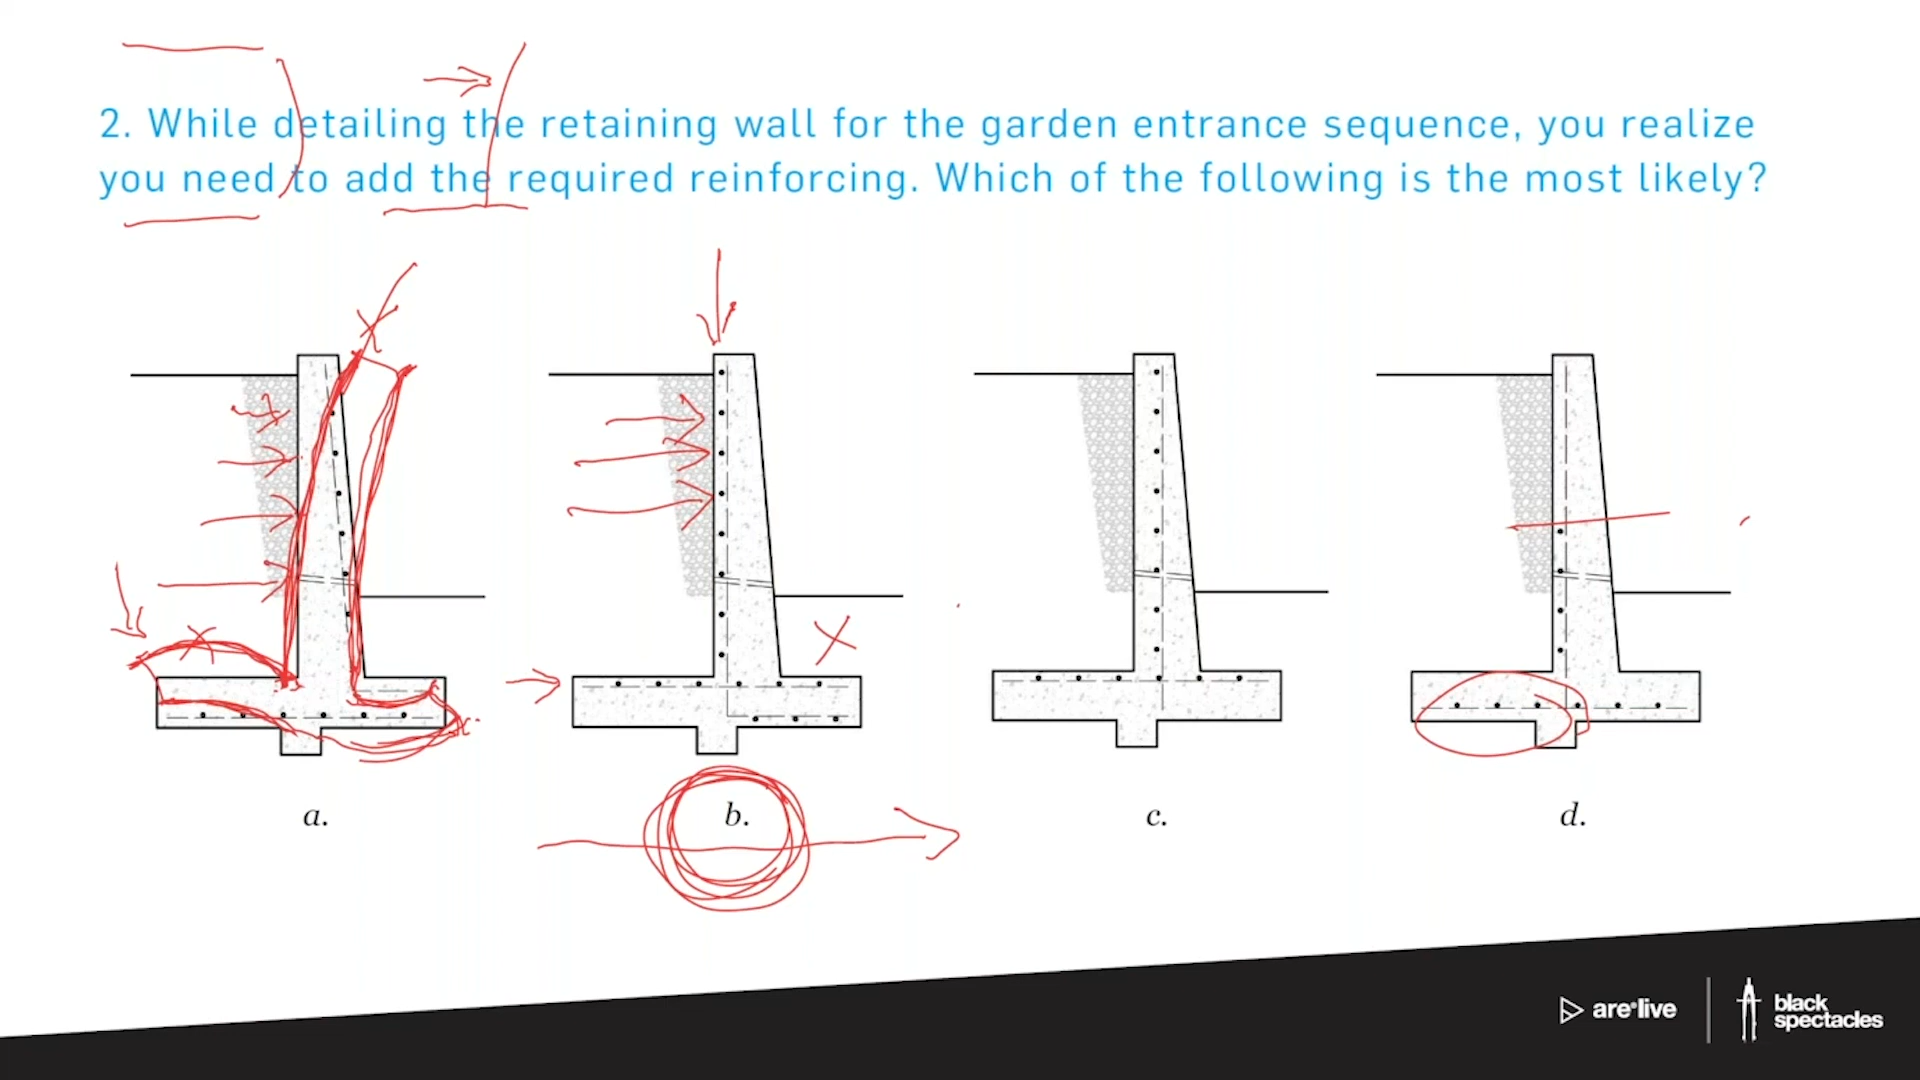 2. While detailing the retaining wall for the garden entrance sequence, you realize
you need to add the required reinforcing. Which of the following is the most likely?
a.
b.
c.
d.
are live
black
spectacles